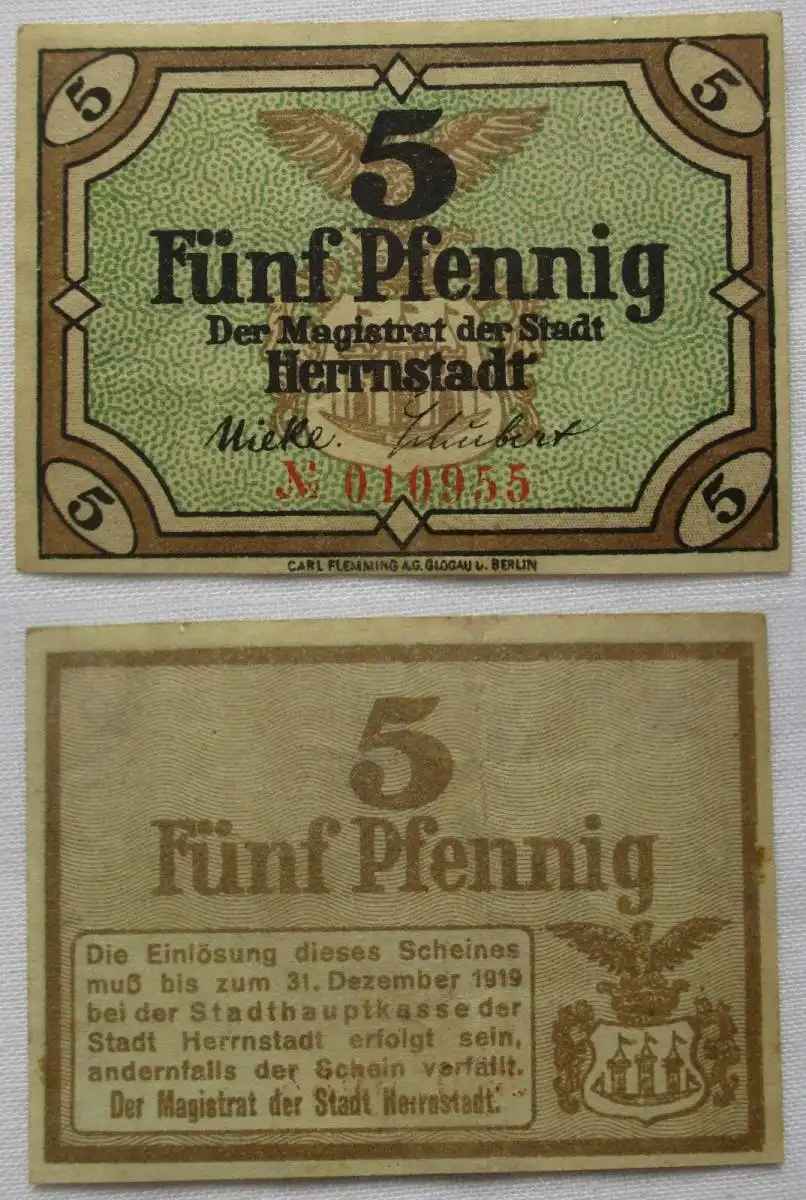 5 5
5
Fünf Pfennig
Der Magistrat der Stadt
Herrnstadt
Mieke. Schubert
№ 010955
5 5
CARL FLEMMING A.G. GLOGAU U. BERLIN
5
Fünf Pfennig
Die Einlösung dieses Scheines
muß bis zum 31. Dezember 1919
bei der Stadthauptkasse der
Stadt Herrnstadt erfolgt sein,
andernfalls der Schein verfällt.
Der Magistrat der Stadt Herrnstadt.